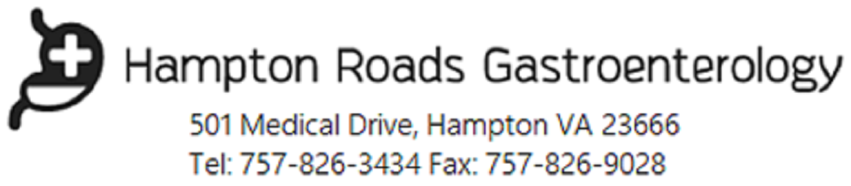 Hampton Roads Gastroenterology
501 Medical Drive, Hampton VA 23666
Tel: 757-826-3434 Fax: 757-826-9028